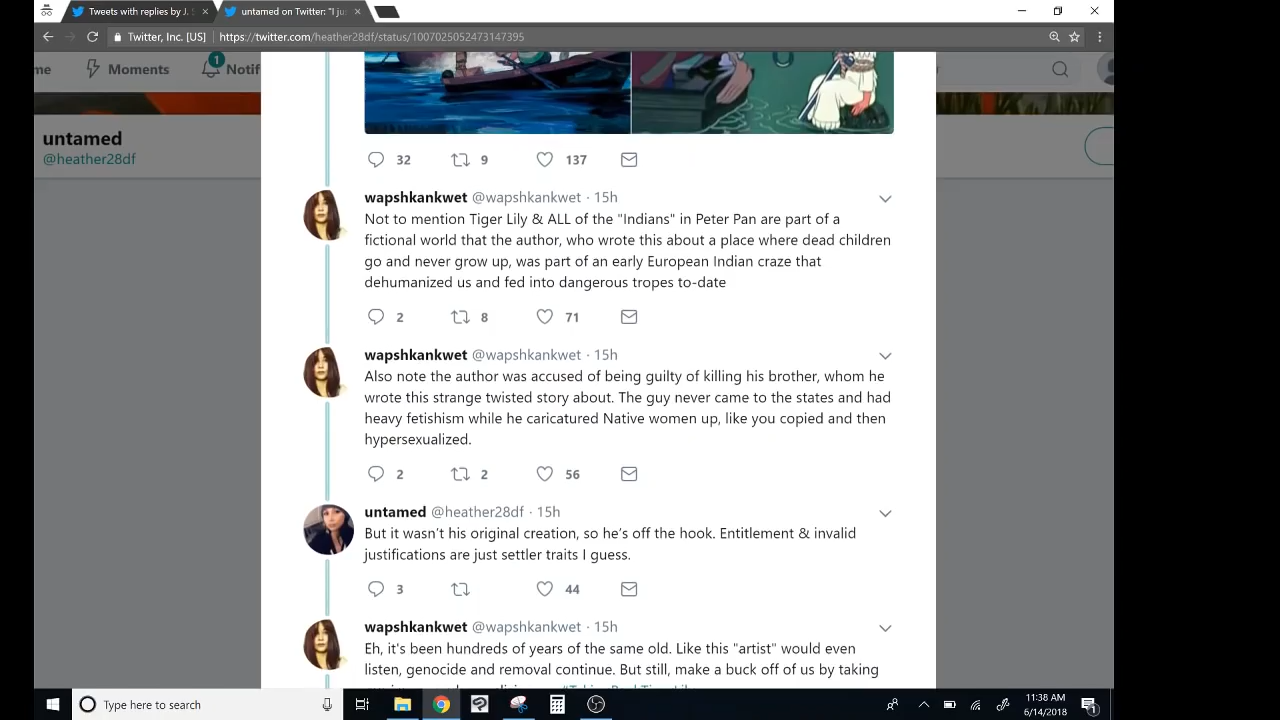 Tweets with replies by J. S
untamed on Twitter: "I ju
Twitter, Inc. [US]
https://twitter.com/heather28df/status/1007025052473147395
me
Moments
1
Notif
untamed
@heather28df
32
9
137
wapshkankwet @wapshkankwet · 15h
Not to mention Tiger Lily & ALL of the "Indians" in Peter Pan are part of a
fictional world that the author, who wrote this about a place where dead children
go and never grow up, was part of an early European Indian craze that
dehumanized us and fed into dangerous tropes to-date
2
8
71
wapshkankwet @wapshkankwet · 15h
Also note the author was accused of being guilty of killing his brother, whom he
wrote this strange twisted story about. The guy never came to the states and had
heavy fetishism while he caricatured Native women up, like you copied and then
hypersexualized.
2
2
56
untamed @heather28df · 15h
But it wasn't his original creation, so he's off the hook. Entitlement & invalid
justifications are just settler traits I guess.
3
44
wapshkankwet @wapshkankwet · 15h
Eh, it's been hundreds of years of the same old. Like this "artist" would even
listen, genocide and removal continue. But still, make a buck off of us by taking
Type here to search
11:38 AM
6/14/2018
1